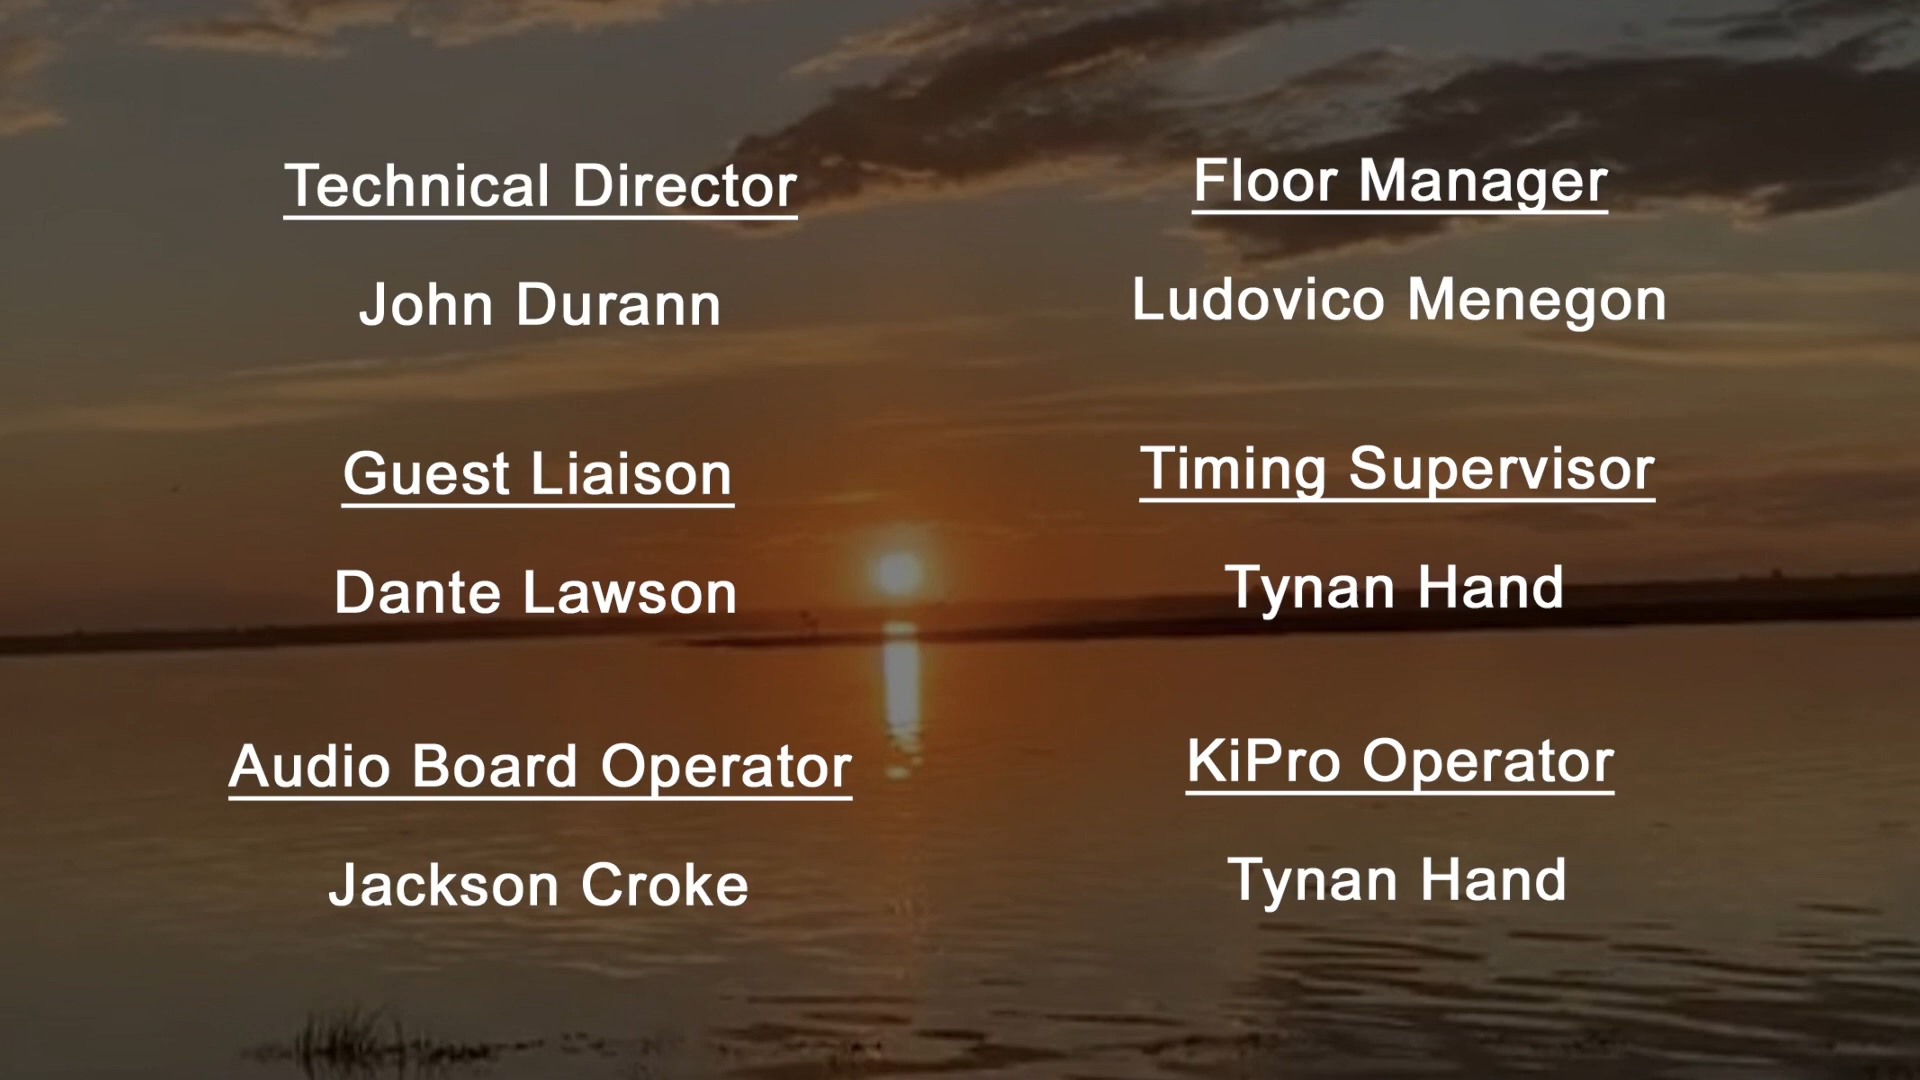 Technical Director
John Durann
Floor Manager
Ludovico Menegon
Guest Liaison
Dante Lawson
Timing Supervisor
Tynan Hand
Audio Board Operator
Jackson Croke
KiPro Operator
Tynan Hand